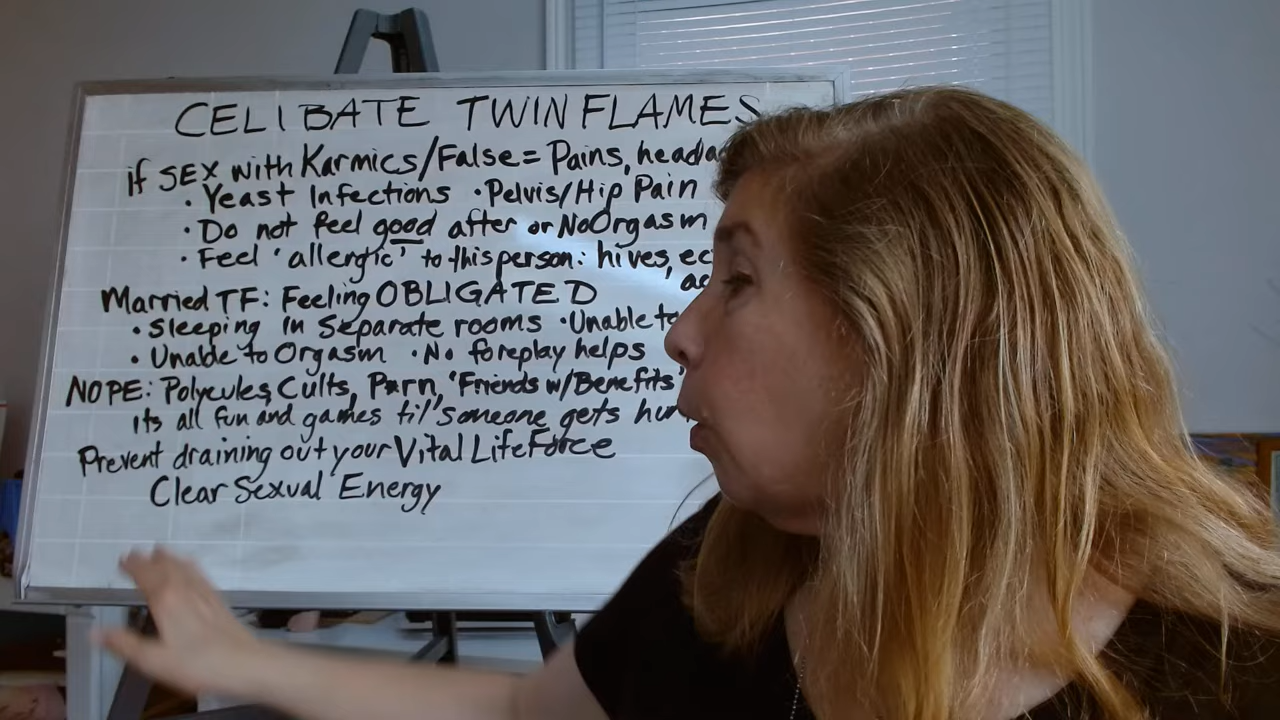 CELIBATE TWIN FLAMES
if SEX with Karmics/False = Pains, heada
• Yeast Infections • Pelvis/Hip Pain
• Do not feel good after or No Orgasm
• Feel 'allergic' to this person: hives, ec
ac
Married TF: Feeling OBLIGATED
• Sleeping in Separate rooms • Unable to
• Unable to Orgasm • No foreplay helps
NOPE: Polycules, Cults, P*rn, 'Friends w/Benefits'
its all fun and games til' someone gets hur
Prevent draining out your Vital LifeForce
Clear Sexual Energy